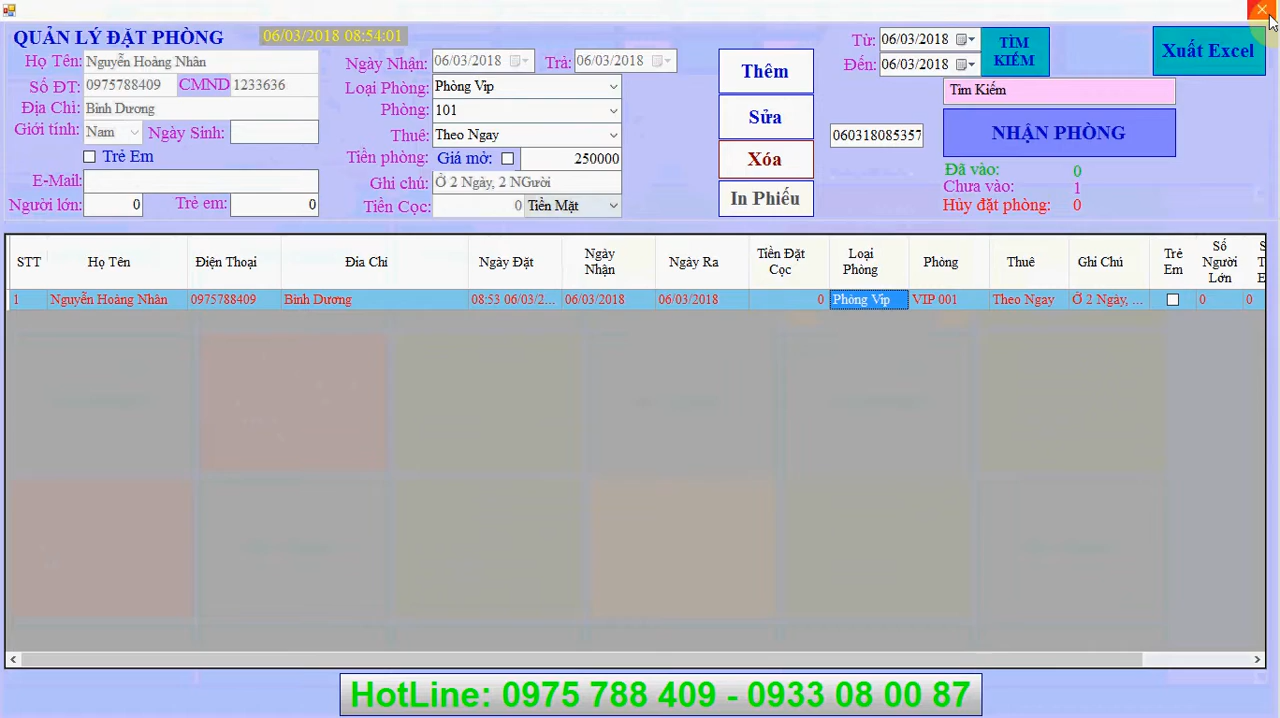 QUẢN LÝ ĐẶT PHÒNG
06/03/2018 08:54:01
Họ Tên: Nguyễn Hoàng Nhân
Số ĐT: 0975788409 CMND 1233636
Địa Chỉ: Bình Dương
Giới tính: Nam Ngày Sinh:
Trẻ Em
E-Mail:
Người lớn: 0 Trẻ em: 0
Ngày Nhận: 06/03/2018 Trả: 06/03/2018
Loại Phòng: Phòng Vip
Phòng: 101
Thuê: Theo Ngay
Tiền phòng: Giá mở: 250000
Ghi chú: Ở 2 Ngày, 2 NGười
Tiền Cọc: 0 Tiền Mặt
Thêm
Sửa
Xóa
In Phiếu
Từ: 06/03/2018
Đến: 06/03/2018
TÌM
KIẾM
Xuất Excel
Tìm Kiếm
060318085357
NHẬN PHÒNG
Đã vào: 0
Chưa vào: 1
Hủy đặt phòng: 0
STT Họ Tên Điện Thoại Địa Chỉ Ngày Đặt Ngày Nhận Ngày Ra Tiền Đặt Cọc Loại Phòng Phòng Thuê Ghi Chú Trẻ Em Số Người Lớn
1 Nguyễn Hoàng Nhân 0975788409 Bình Dương 08:53 06/03/2... 06/03/2018 06/03/2018 0 Phòng Vip VIP 001 Theo Ngay Ở 2 Ngày, ... 0 0
HotLine: 0975 788 409 - 0933 08 00 87